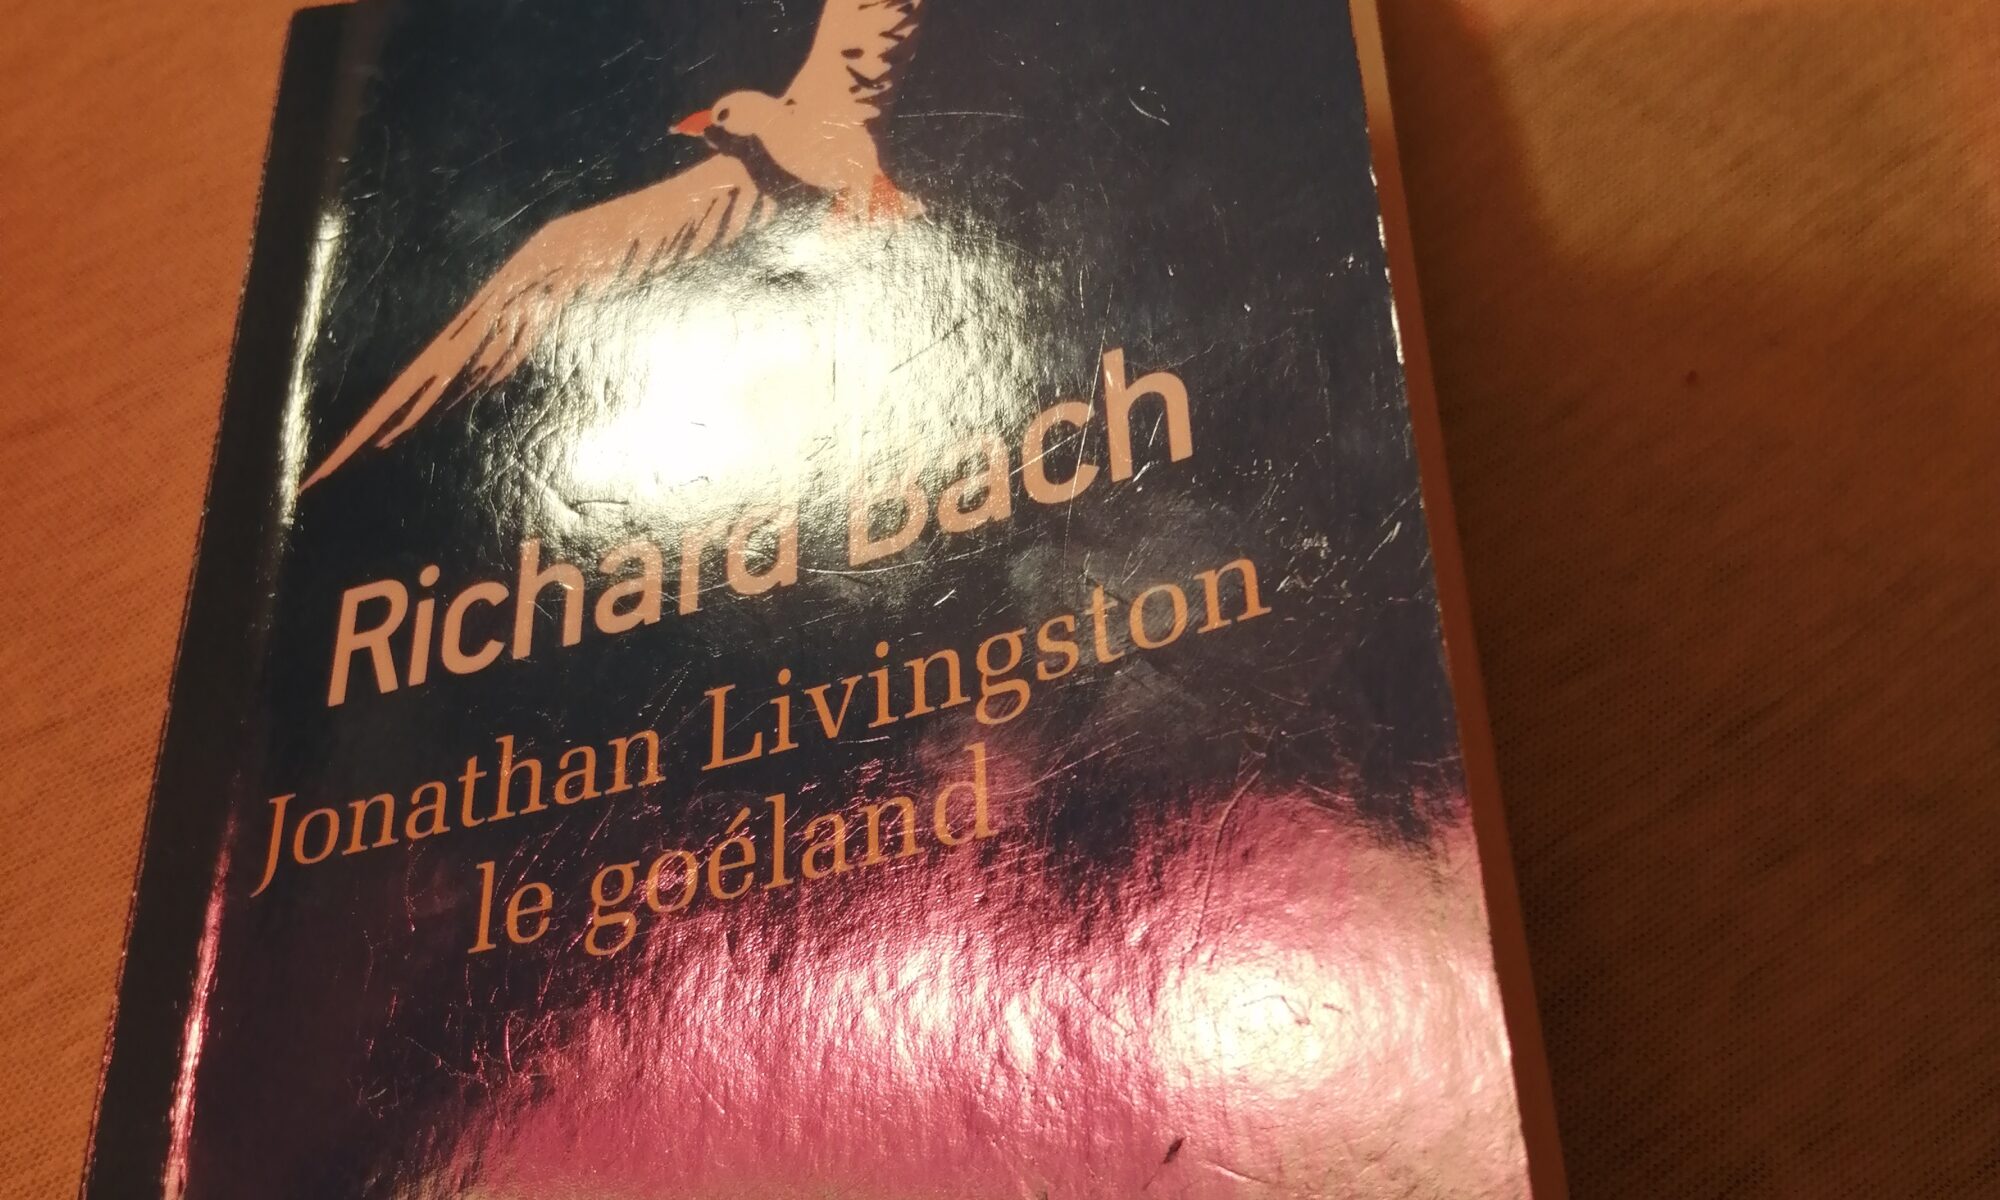 Richard Bach
Jonathan Livingston
le goéland